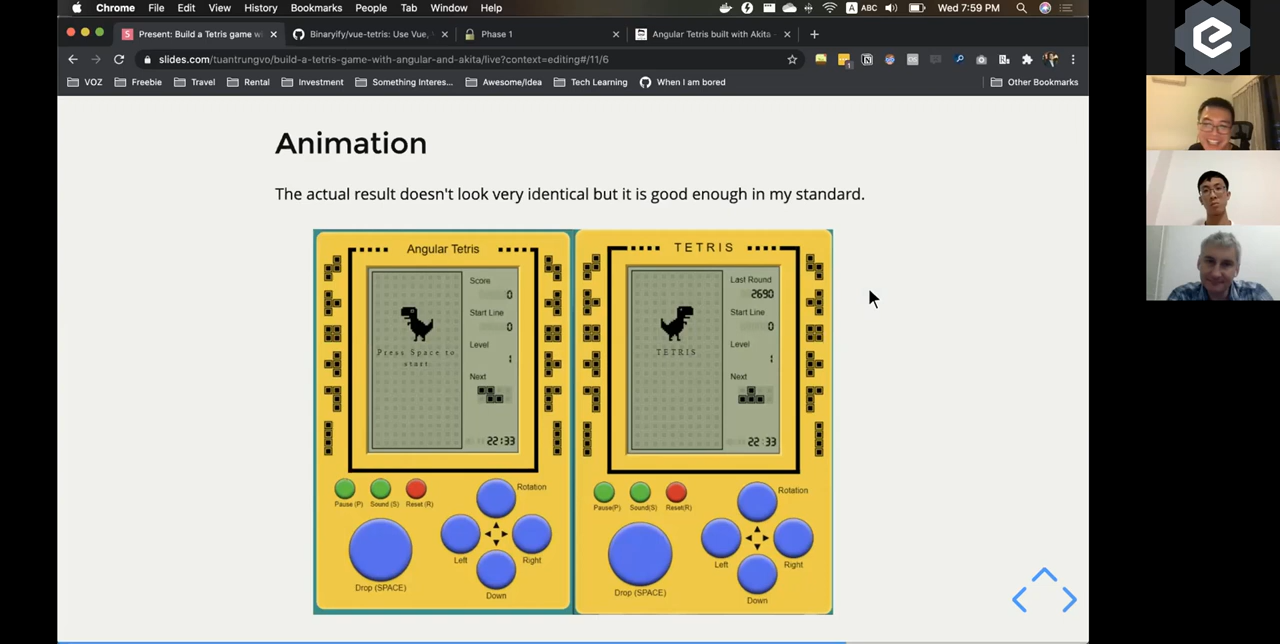 Chrome File Edit View History Bookmarks People Tab Window Help
A ABC Wed 7:59 PM
Present: Build a Tetris game wi
Binaryify/vue-tetris: Use Vue,
Phase 1
Angular Tetris built with Akita
slides.com/tuantrungvo/build-a-tetris-game-with-angular-and-akita/live?context=editing#/11/6
VOZ Freebie Travel Rental Investment Something Interes... Awesome/Idea Tech Learning When I am bored Other Bookmarks
Animation
The actual result doesn't look very identical but it is good enough in my standard.
Angular Tetris
Score
0
Start Line
0
Level
1
Next
Press Space to
start
22:33
Pause (P) Sound (S) Reset (R)
Rotation
Left
Right
Down
Drop (SPACE)
TETRIS
Last Round
2690
Start Line
0
Level
1
Next
TETRIS
22 33
Pause(P) Sound(S) Reset(R)
Rotation
Left
Right
Down
Drop (SPACE)